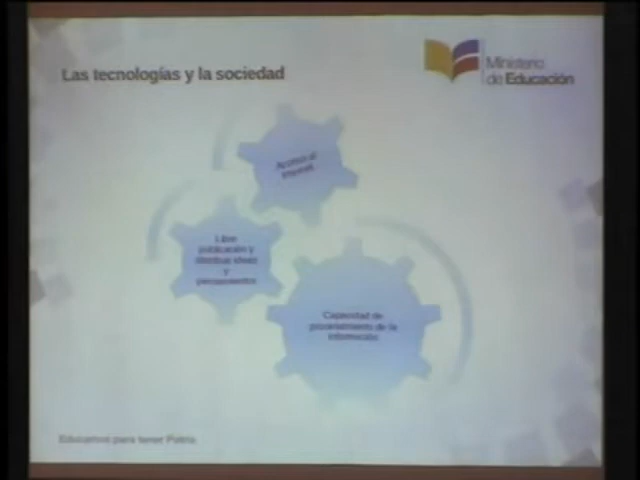 Las tecnologías y la sociedad
Ministerio
de Educación
Acceso al
Internet
Libre
publicación y
distribuir ideas
y
pensamientos
Capacidad de
procesamiento de la
información
Educamos para tener Patria